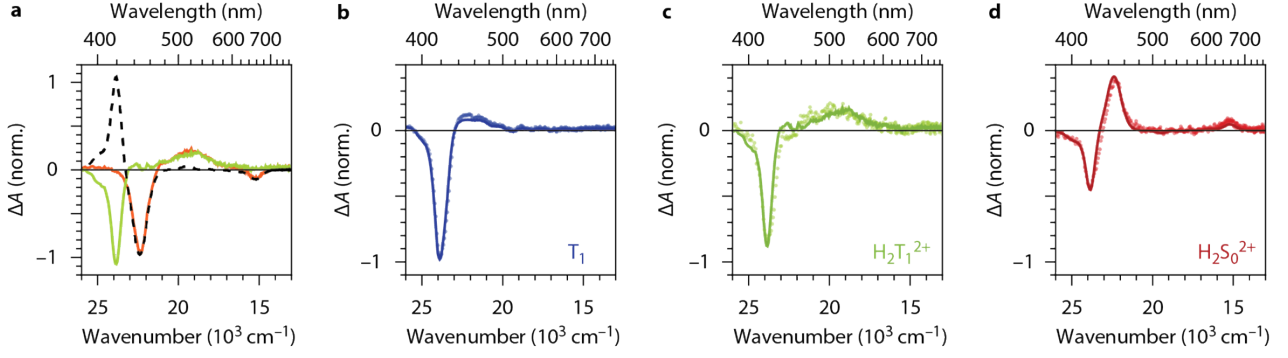 a
Wavelength (nm)
400 500 600 700
1
0
−1
ΔA (norm.)
25 20 15
Wavenumber (10³ cm⁻¹)
b
Wavelength (nm)
400 500 600 700
0
−1
ΔA (norm.)
T₁
25 20 15
Wavenumber (10³ cm⁻¹)
c
Wavelength (nm)
400 500 600 700
0
−1
ΔA (norm.)
H₂T₁²⁺
25 20 15
Wavenumber (10³ cm⁻¹)
d
Wavelength (nm)
400 500 600 700
0
−1
ΔA (norm.)
H₂S₀²⁺
25 20 15
Wavenumber (10³ cm⁻¹)